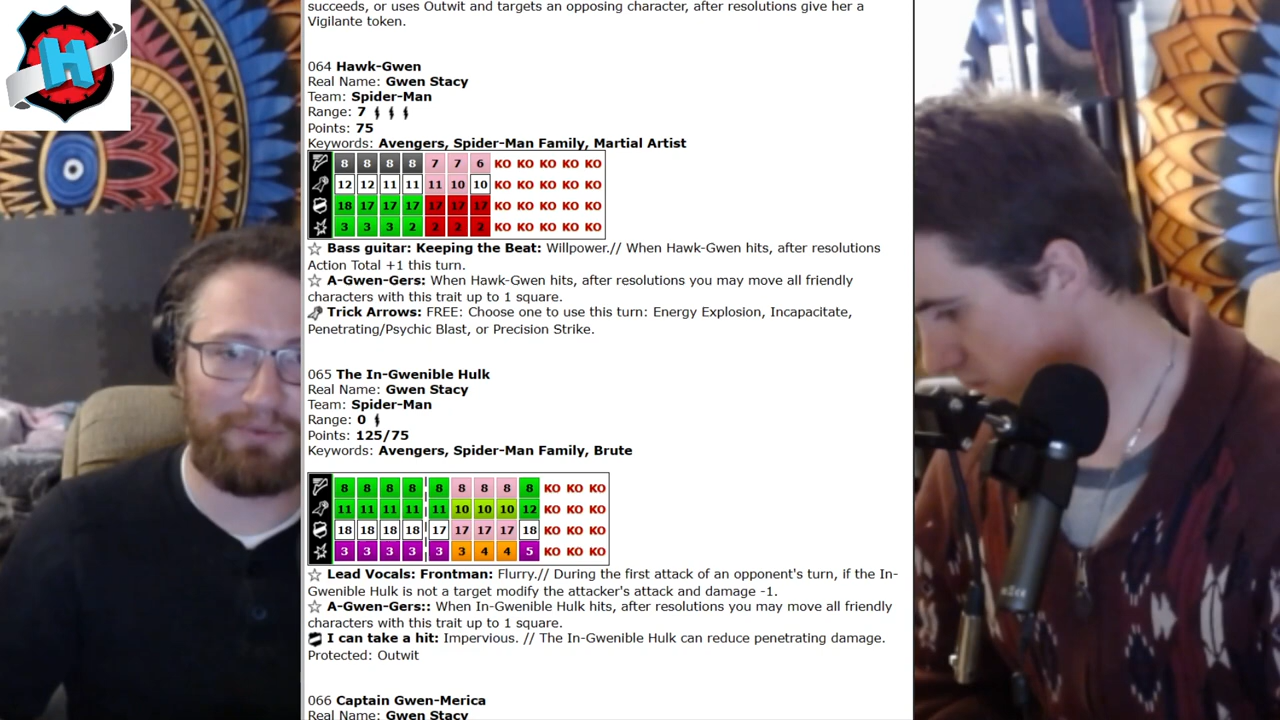 H
succeeds, or uses Outwit and targets an opposing character, after resolutions give her a
Vigilante token.
064 Hawk-Gwen
Real Name: Gwen Stacy
Team: Spider-Man
Range: 7
Points: 75
Keywords: Avengers, Spider-Man Family, Martial Artist
8 8 8 8 7 7 6 KO KO KO KO KO
12 12 11 11 11 10 10 KO KO KO KO KO
18 17 17 17 17 17 17 KO KO KO KO KO
3 3 3 2 2 2 2 KO KO KO KO KO
Bass guitar: Keeping the Beat: Willpower.// When Hawk-Gwen hits, after resolutions
Action Total +1 this turn.
A-Gwen-Gers: When Hawk-Gwen hits, after resolutions you may move all friendly
characters with this trait up to 1 square.
Trick Arrows: FREE: Choose one to use this turn: Energy Explosion, Incapacitate,
Penetrating/Psychic Blast, or Precision Strike.
065 The In-Gwenible Hulk
Real Name: Gwen Stacy
Team: Spider-Man
Range: 0
Points: 125/75
Keywords: Avengers, Spider-Man Family, Brute
8 8 8 8 8 8 8 8 8 KO KO KO
11 11 11 11 11 10 10 10 12 KO KO KO
18 18 18 18 17 17 17 17 18 KO KO KO
3 3 3 3 3 3 4 4 5 KO KO KO
Lead Vocals: Frontman: Flurry.// During the first attack of an opponent's turn, if the In-
Gwenible Hulk is not a target modify the attacker's attack and damage -1.
A-Gwen-Gers:: When In-Gwenible Hulk hits, after resolutions you may move all friendly
characters with this trait up to 1 square.
I can take a hit: Impervious. // The In-Gwenible Hulk can reduce penetrating damage.
Protected: Outwit
066 Captain Gwen-Merica
Real Name: Gwen Stacy